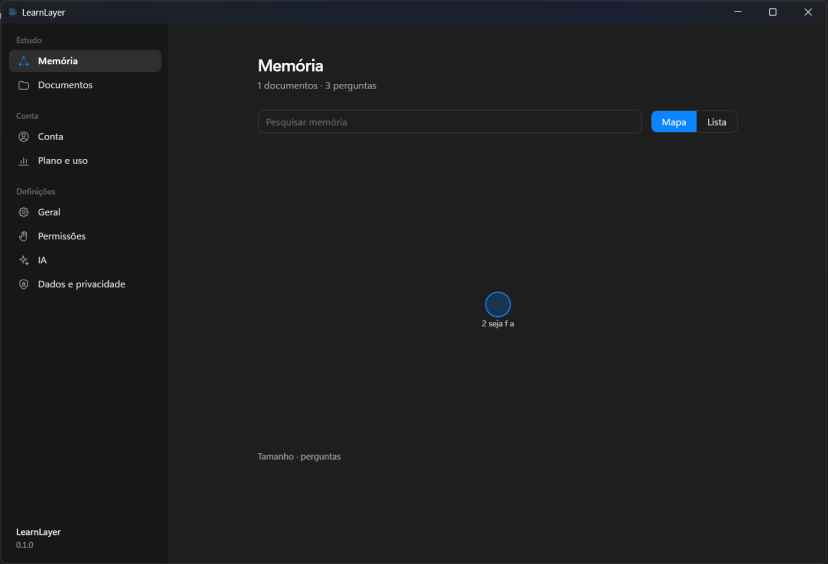 LearnLayer
Estudo
Memória
Documentos
Conta
Conta
Plano e uso
Definições
Geral
Permissões
IA
Dados e privacidade
LearnLayer
0.1.0
Memória
1 documentos · 3 perguntas
Pesquisar memória
Mapa
Lista
2 seja f a
Tamanho · perguntas